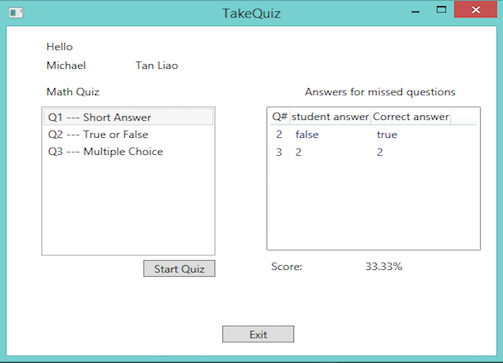 TakeQuiz
Hello
Michael Tan Liao
Math Quiz
Q1 --- Short Answer
Q2 --- True or False
Q3 --- Multiple Choice
Start Quiz
Answers for missed questions
Q# student answer Correct answer
2 false true
3 2 2
Score: 33.33%
Exit